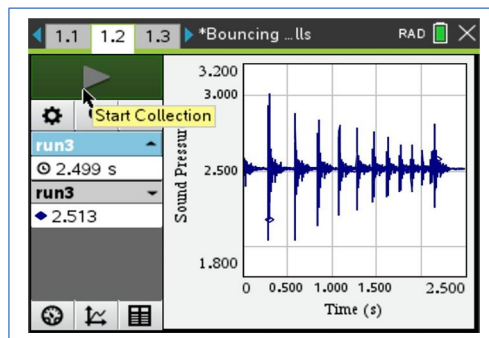 1.1 1.2 1.3 *Bouncing ...lls RAD
Start Collection
run3
2.499 s
run3
2.513
3.200
3.000
2.500
1.800
Sound Pressur
0 0.500 1.000 1.500 2.500
Time (s)